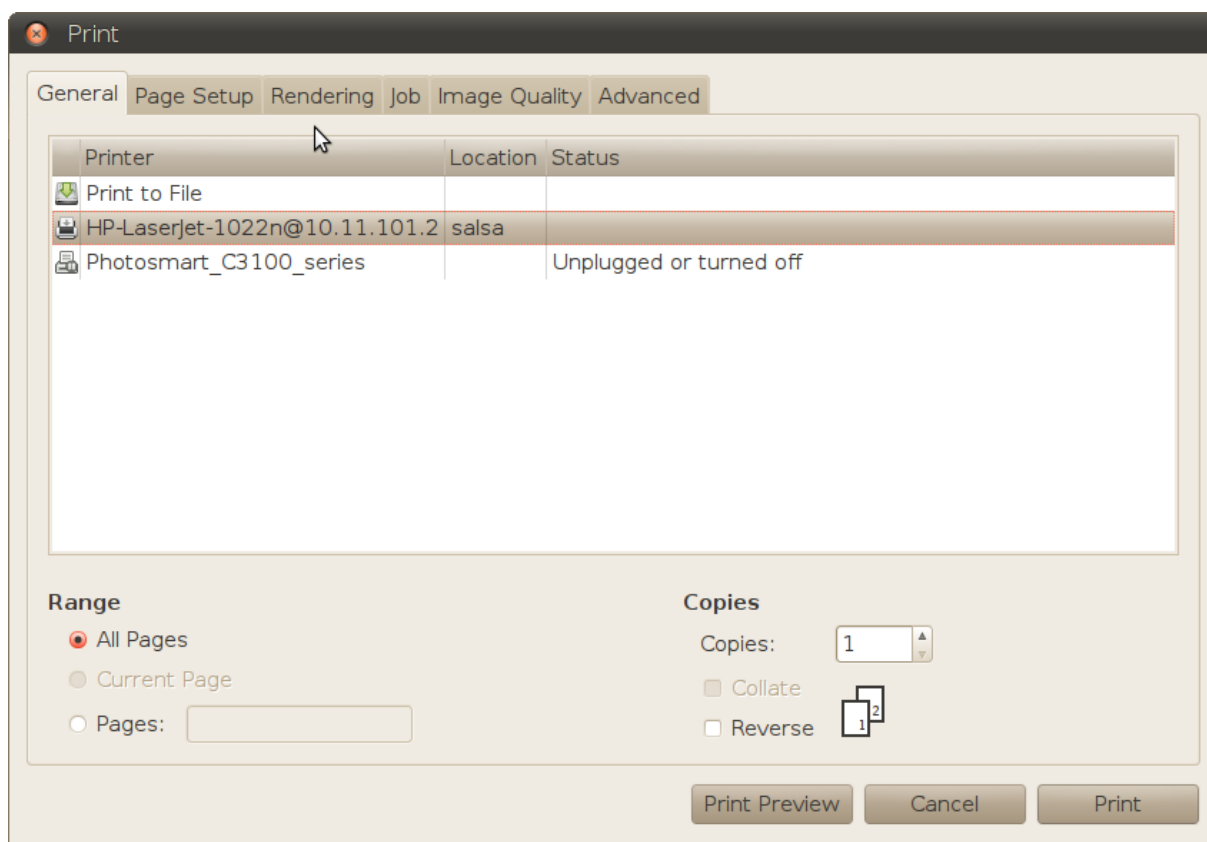 Print
General Page Setup Rendering Job Image Quality Advanced
Printer Location Status
Print to File
HP-LaserJet-1022n@10.11.101.2 salsa
Photosmart_C3100_series Unplugged or turned off
Range
All Pages
Current Page
Pages:
Copies
Copies: 1
Collate
Reverse
1 2
Print Preview Cancel Print